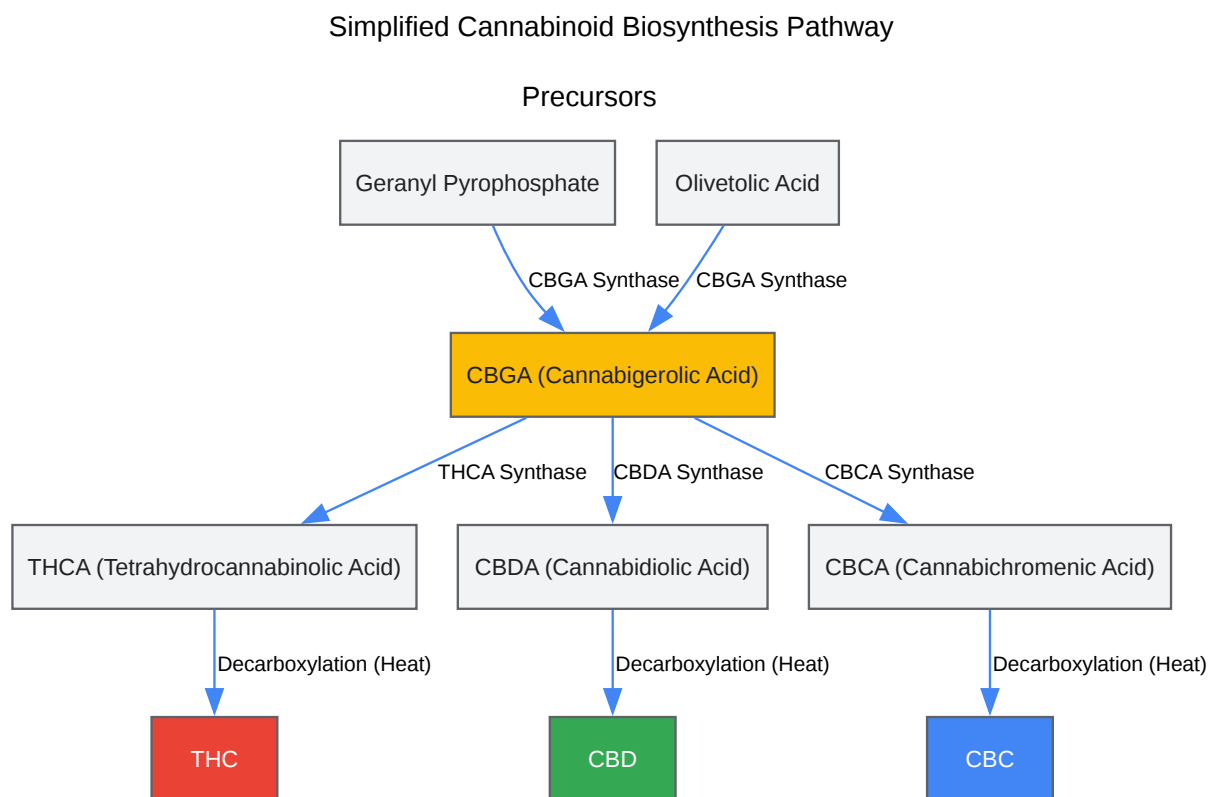 Simplified Cannabinoid Biosynthesis Pathway
Precursors
Geranyl Pyrophosphate
Olivetolic Acid
CBGA Synthase
CBGA Synthase
CBGA (Cannabigerolic Acid)
THCA Synthase
CBDA Synthase
CBCA Synthase
THCA (Tetrahydrocannabinolic Acid)
CBDA (Cannabidiolic Acid)
CBCA (Cannabichromenic Acid)
Decarboxylation (Heat)
Decarboxylation (Heat)
Decarboxylation (Heat)
THC
CBD
CBC